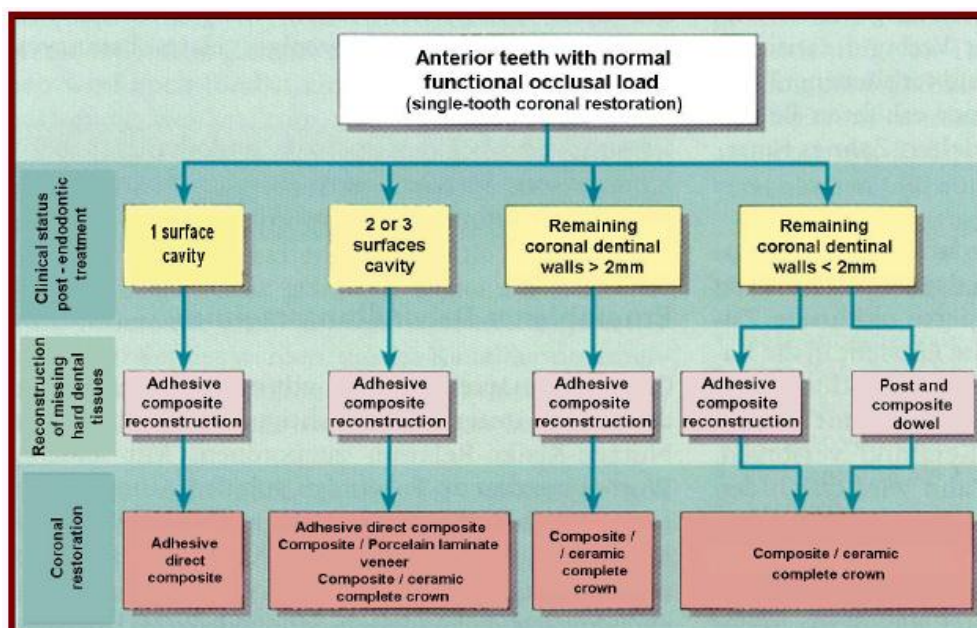 Anterior teeth with normal
functional occlusal load
(single-tooth coronal restoration)
Clinical status
post - endodontic
treatment
1 surface
cavity
2 or 3
surfaces
cavity
Remaining
coronal dentinal
walls > 2mm
Remaining
coronal dentinal
walls < 2mm
Reconstruction
of missing
hard dental
tissues
Adhesive
composite
reconstruction
Adhesive
composite
reconstruction
Adhesive
composite
reconstruction
Adhesive
composite
reconstruction
Post and
composite
dowel
Coronal
restoration
Adhesive
direct
composite
Adhesive direct composite
Composite / Porcelain laminate
veneer
Composite / ceramic
complete crown
Composite /
/ ceramic
complete
crown
Composite / ceramic
complete crown